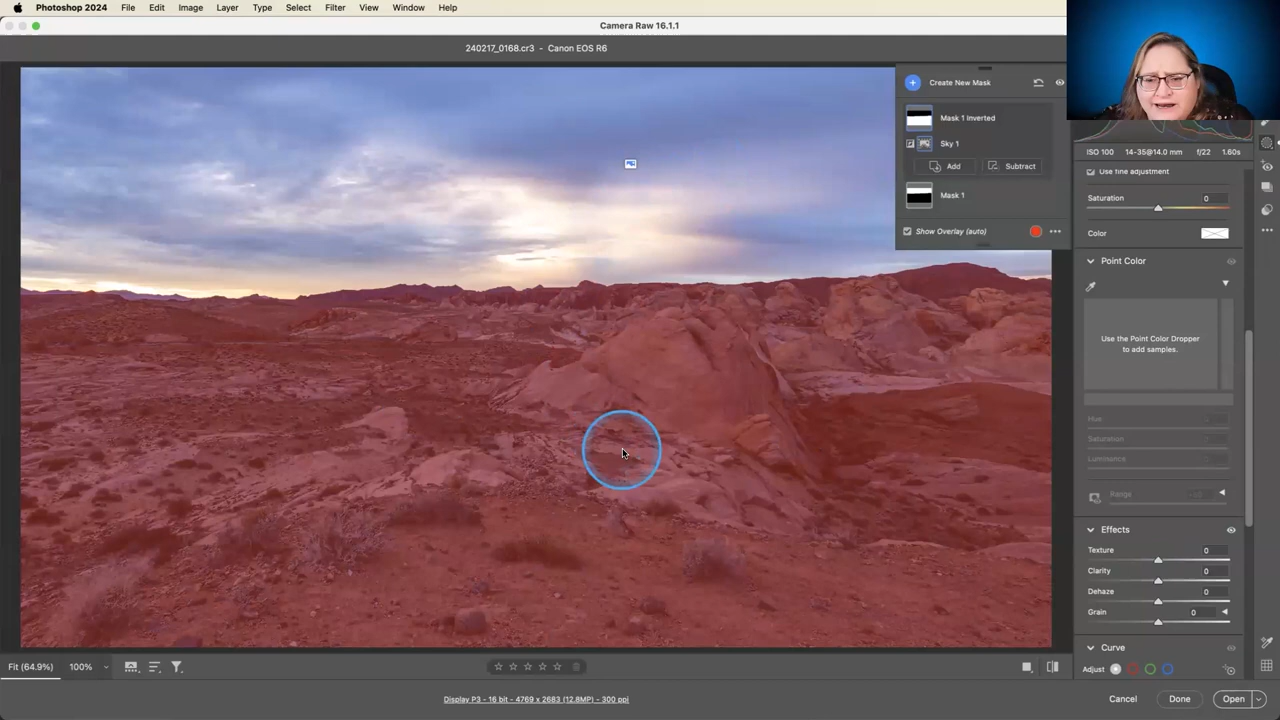 Photoshop 2024 File Edit Image Layer Type Select Filter View Window Help
Camera Raw 16.1.1
240217_0168.cr3 - Canon EOS R6
Create New Mask
Mask 1 Inverted
Sky 1
Add Subtract
Mask 1
Show Overlay (auto)
ISO 100 14-35@14.0 mm f/22 1.60s
Use fine adjustment
Saturation 0
Color
Point Color
Use the Point Color Dropper
to add samples.
Hue
Saturation
Luminance
Range
Effects
Texture 0
Clarity 0
Dehaze 0
Grain 0
Curve
Adjust
Fit (64.9%) 100%
Display P3 - 16 bit - 4769 x 2683 (12.8MP) - 300 ppi
Cancel Done Open